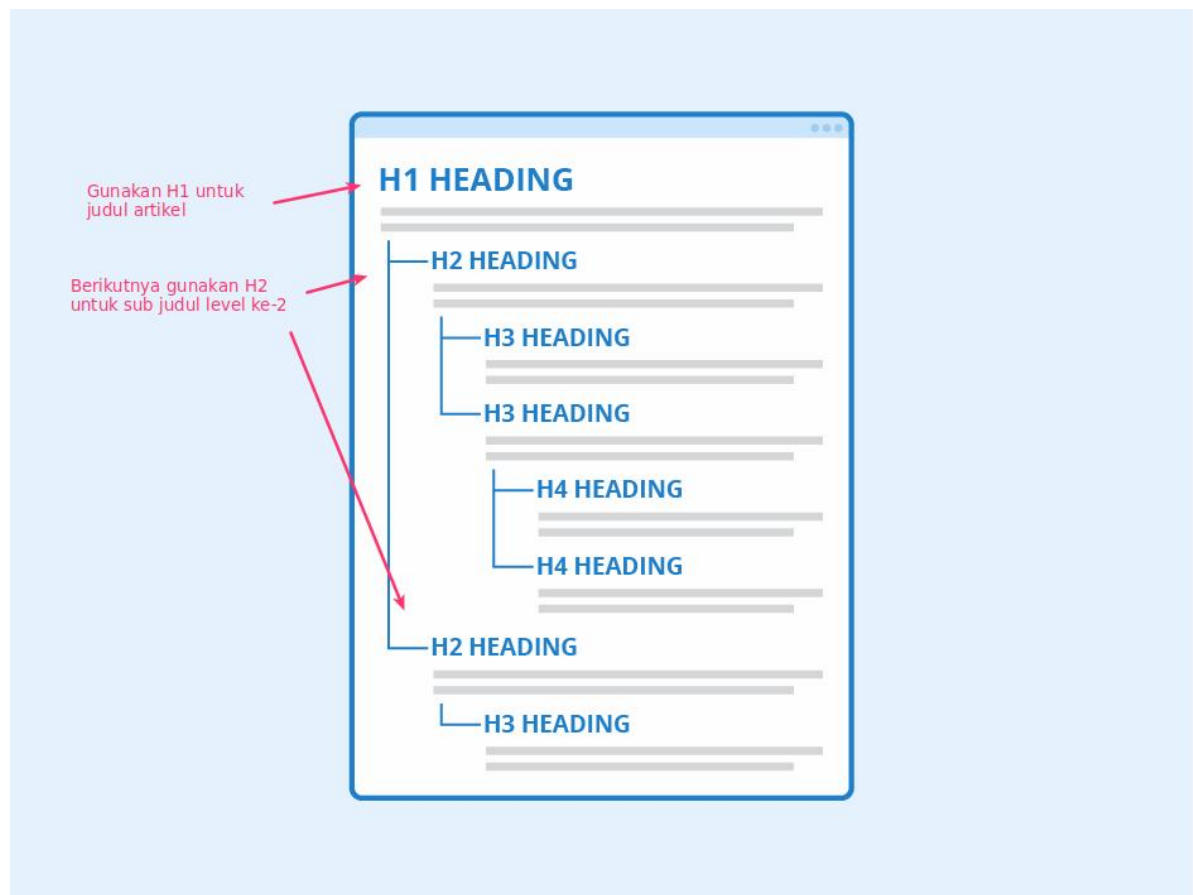 Gunakan H1 untuk
judul artikel
Berikutnya gunakan H2
untuk sub judul level ke-2
H1 HEADING
H2 HEADING
H3 HEADING
H3 HEADING
H4 HEADING
H4 HEADING
H2 HEADING
H3 HEADING